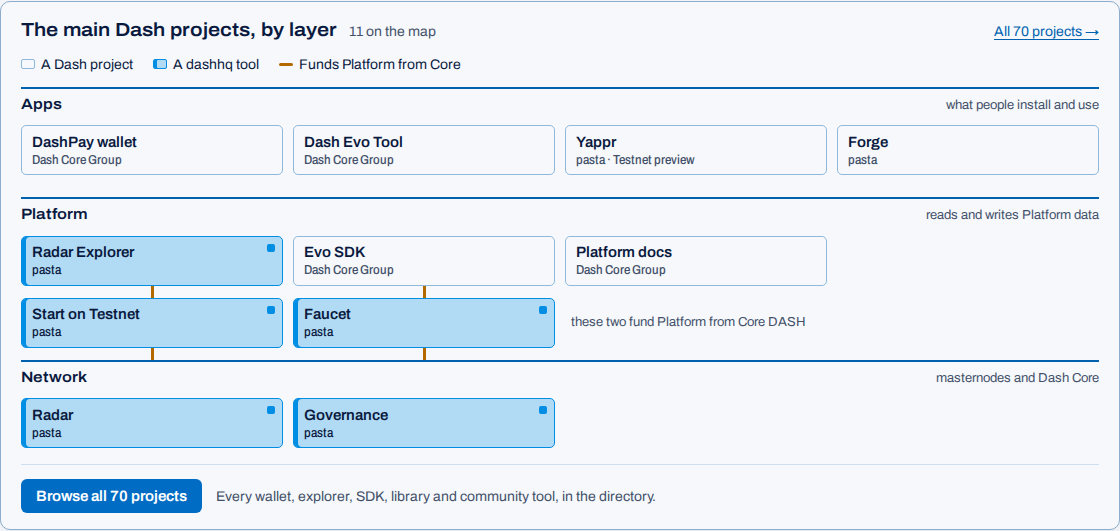 The main Dash projects, by layer 11 on the map All 70 projects →
A Dash project A dashhq tool Funds Platform from Core
Apps what people install and use
DashPay wallet Dash Evo Tool Yappr Forge
Dash Core Group Dash Core Group pasta · Testnet preview pasta
Platform reads and writes Platform data
Radar Explorer Evo SDK Platform docs
pasta Dash Core Group Dash Core Group
Start on Testnet Faucet
these two fund Platform from Core DASH
pasta pasta
Network masternodes and Dash Core
Radar Governance
pasta pasta
Browse all 70 projects Every wallet, explorer, SDK, library and community tool, in the directory.